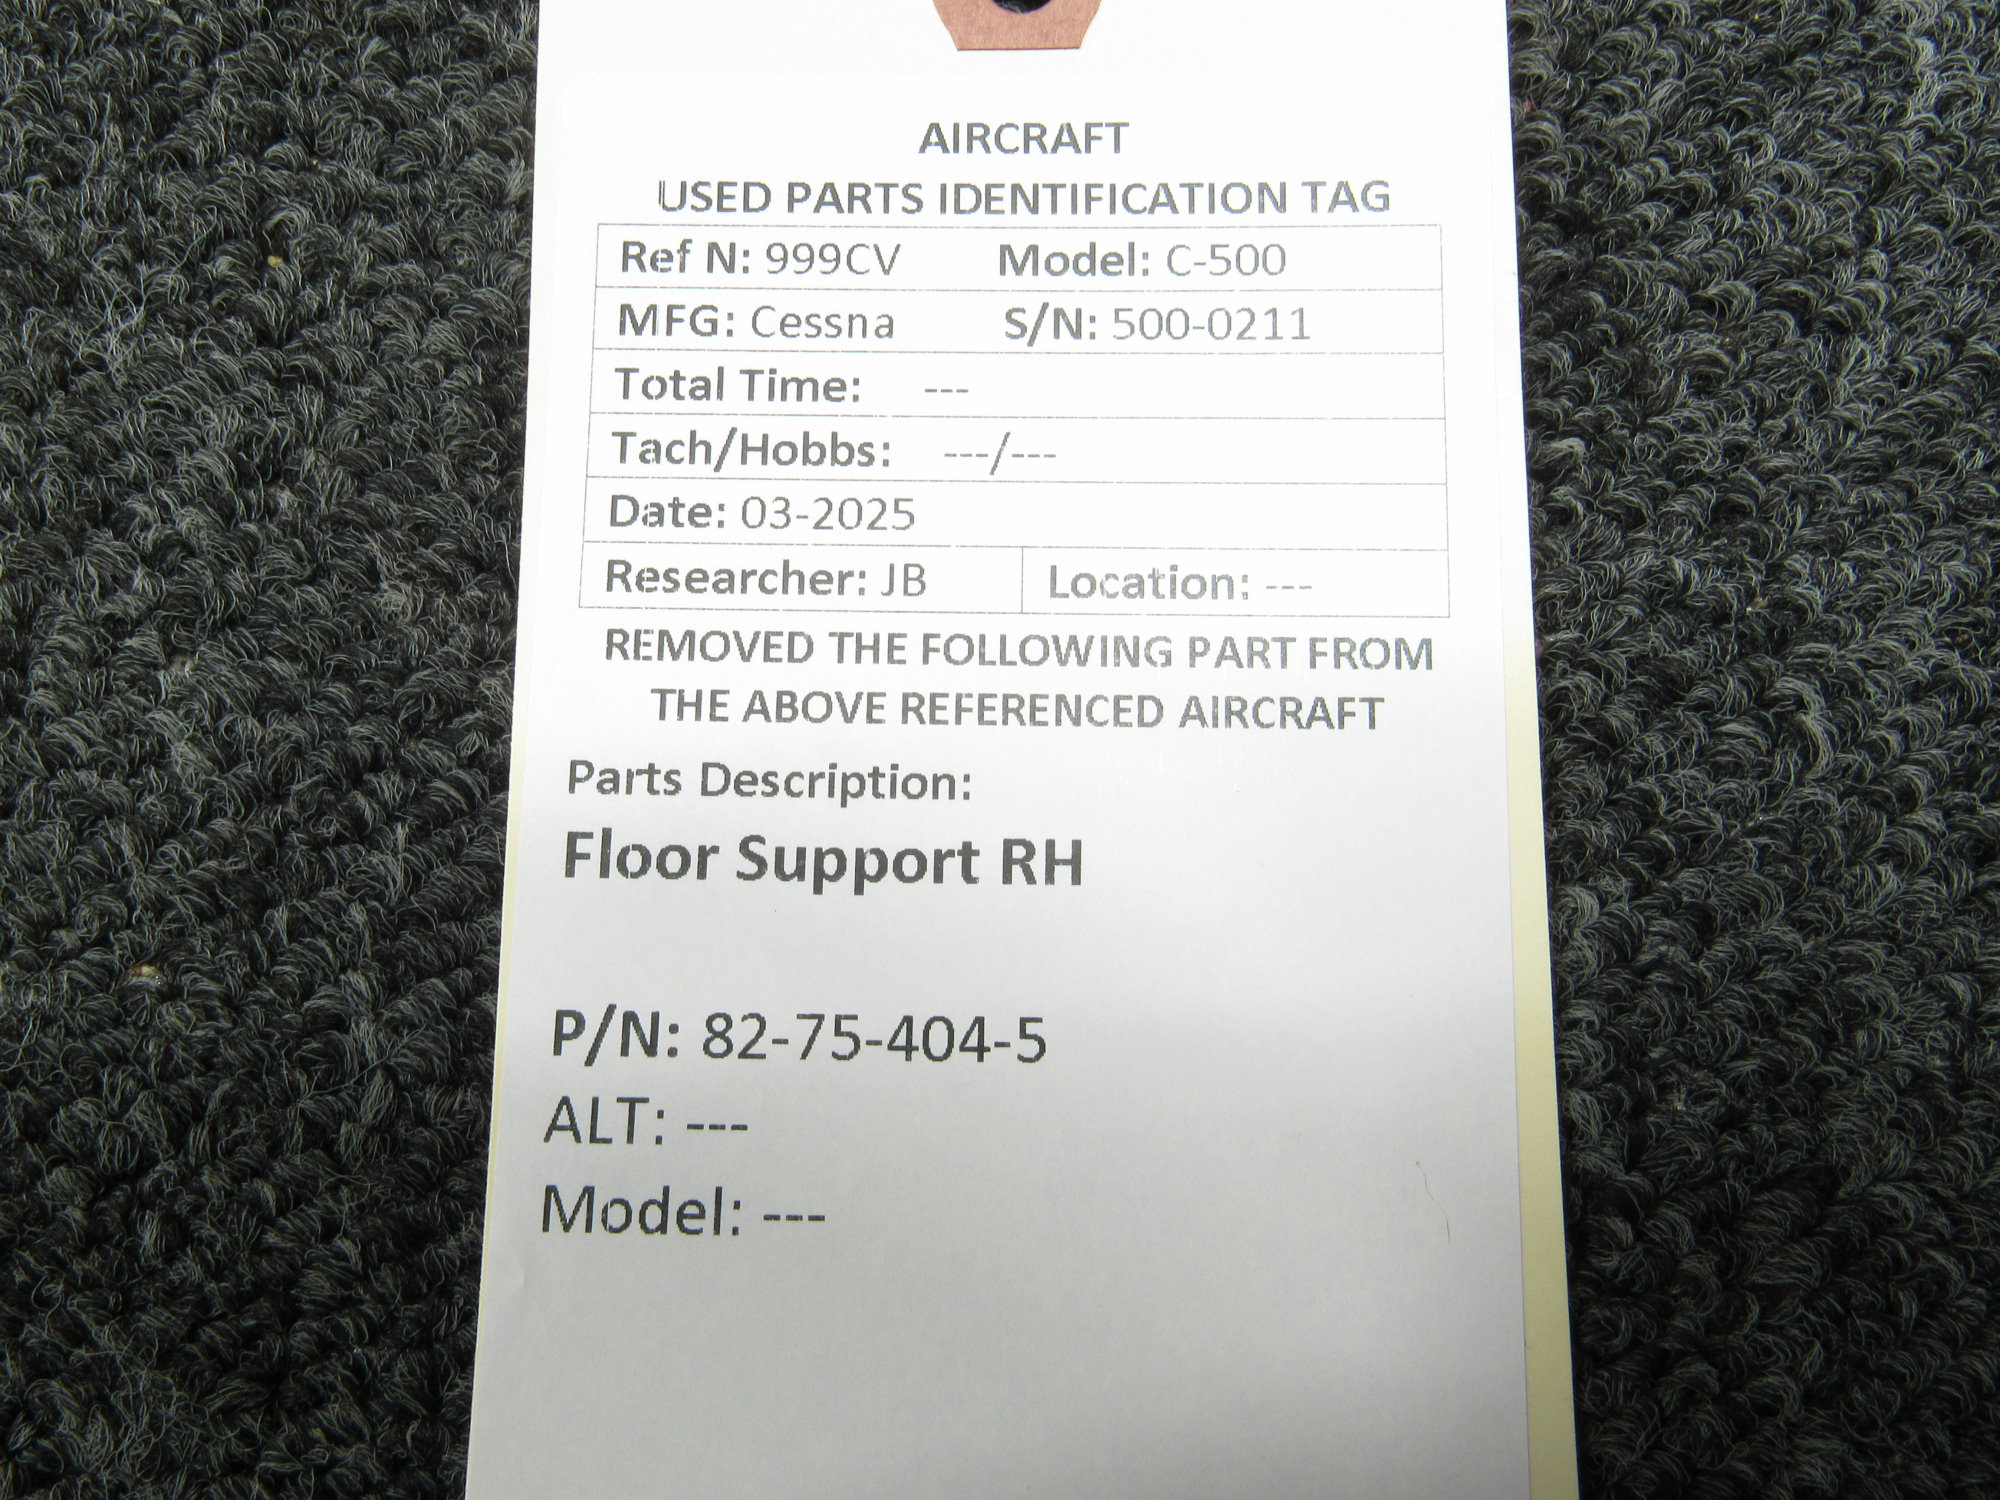 AIRCRAFT
USED PARTS IDENTIFICATION TAG
Ref N: 999CV Model: C-500
MFG: Cessna S/N: 500-0211
Total Time: ---
Tach/Hobbs: ---/---
Date: 03-2025
Researcher: JB Location: ---
REMOVED THE FOLLOWING PART FROM
THE ABOVE REFERENCED AIRCRAFT
Parts Description:
Floor Support RH
P/N: 82-75-404-5
ALT: ---
Model: ---